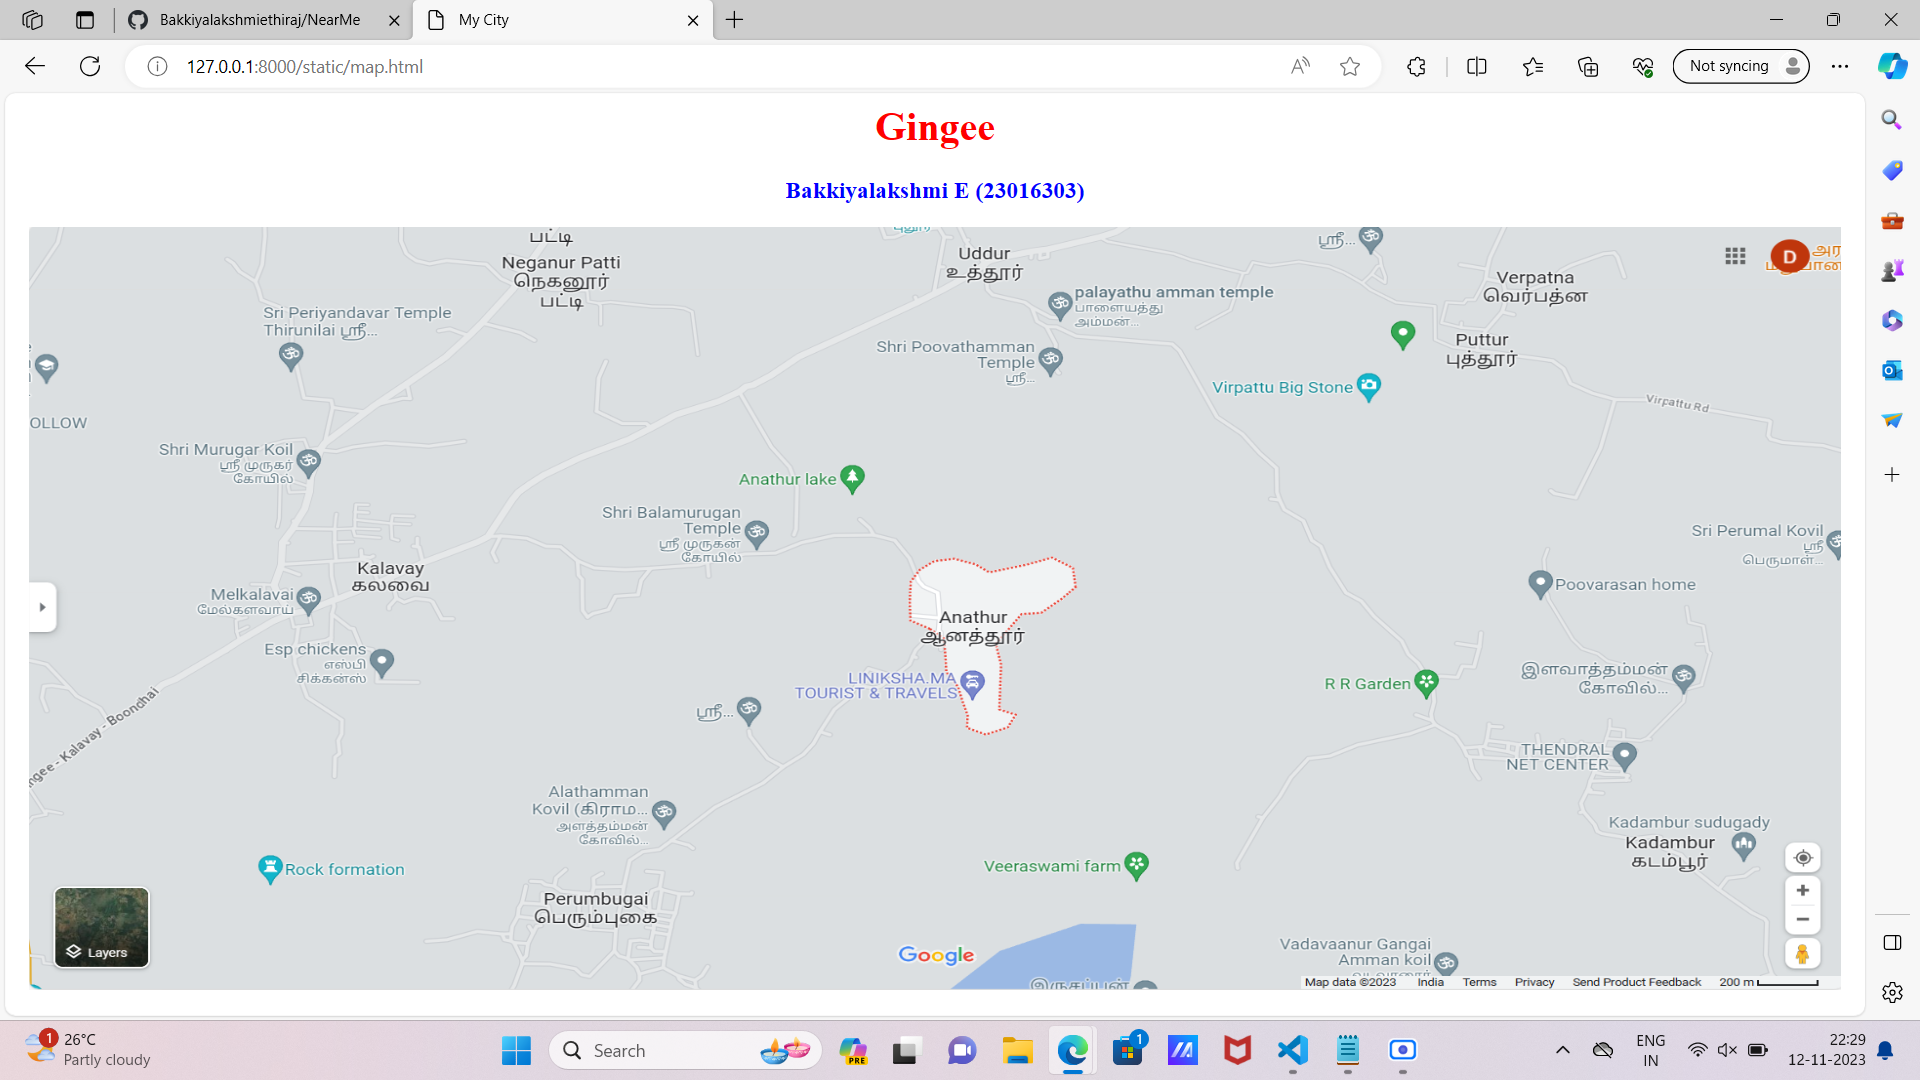 Bakkiyalakshmiethiraj/NearMe
My City
127.0.0.1:8000/static/map.html
Not syncing
Gingee
Bakkiyalakshmi E (23016303)
பட்டி
Neganur Patti
நெகனூர்
பட்டி
Uddur
உத்தூர்
ஸ்ரீ...
D
Verpatna
வெர்பத்ன
palayathu amman temple
பாளையத்து
அம்மன்...
Sri Periyandavar Temple
Thirunilai ஸ்ரீ...
Puttur
புத்தூர்
Shri Poovathamman
Temple
ஸ்ரீ...
Virpattu Big Stone
Virpattu Rd
OLLOW
Shri Murugar Koil
ஸ்ரீ முருகர்
கோயில்
Anathur lake
Shri Balamurugan
Temple
ஸ்ரீ முருகன்
கோயில்
Sri Perumal Kovil
ஸ்ரீ
பெருமாள்...
Kalavay
கலவை
Melkalavai
மேல்களவாய்
Poovarasan home
Anathur
ஆனத்தூர்
Esp chickens
எஸ்பி
சிக்கன்ஸ்
LINIKSHA.MA
TOURIST & TRAVELS
R R Garden
இளவாத்தம்மன்
கோவில்...
ஸ்ரீ...
ngee - Kalavay - Boondhai
THENDRAL
NET CENTER
Alathamman
Kovil (கிராம...
அளத்தம்மன்
கோவில்...
Kadambur sudugady
Kadambur
கடம்பூர்
Rock formation
Veeraswami farm
Perumbugai
பெரும்புகை
Layers
Google
Vadavaanur Gangai
Amman koil
Map data ©2023 India Terms Privacy Send Product Feedback 200 m
1
26°C
Partly cloudy
Search
PRE
1
ENG
IN
22:29
12-11-2023